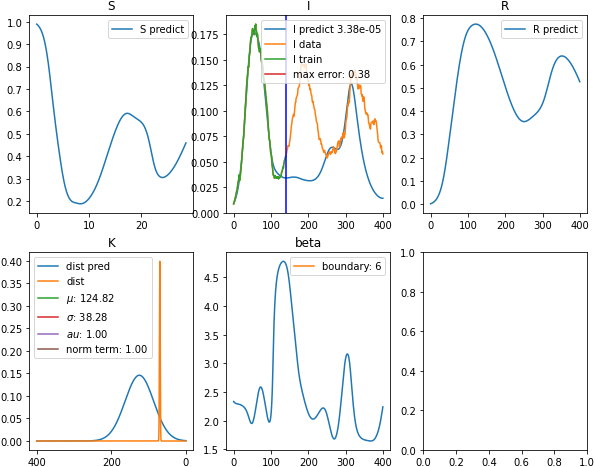 S
S predict
1.0
0.9
0.8
0.7
0.6
0.5
0.4
0.3
0.2
0 10 20
I
I predict 3.38e-05
I data
I train
max error: 0.38
0.175
0.150
0.125
0.100
0.075
0.050
0.025
0.000
0 100 200 300 400
R
R predict
0.8
0.7
0.6
0.5
0.4
0.3
0.2
0.1
0.0
0 100 200 300 400
K
dist pred
dist
μ: 124.82
σ: 38.28
au: 1.00
norm term: 1.00
0.40
0.35
0.30
0.25
0.20
0.15
0.10
0.05
0.00
400 200 0
beta
boundary: 6
4.5
4.0
3.5
3.0
2.5
2.0
1.5
0 100 200 300 400
1.0
0.8
0.6
0.4
0.2
0.0
0.0 0.2 0.4 0.6 0.8 1.0